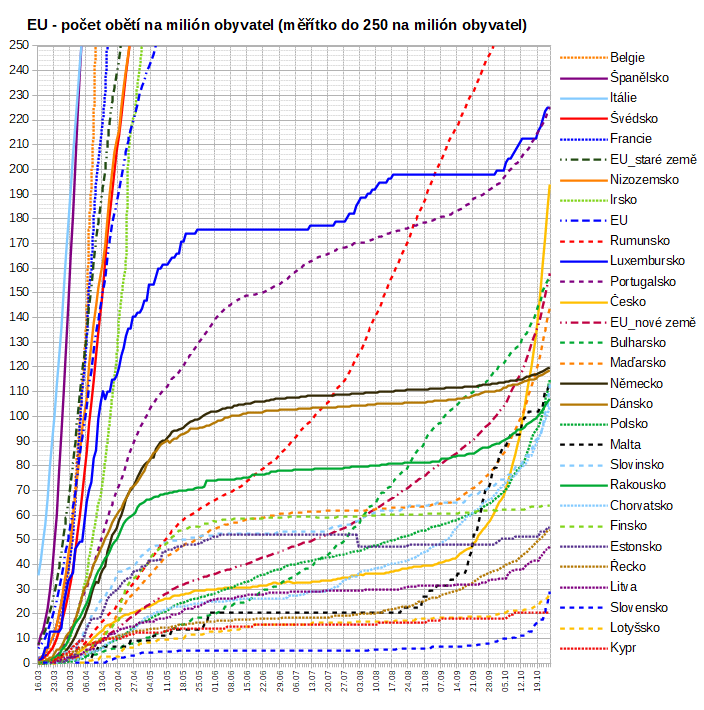 EU - počet obětí na milión obyvatel (měřítko do 250 na milión obyvatel)
250
240
230
220
210
200
190
180
170
160
150
140
130
120
110
100
90
80
70
60
50
40
30
20
10
0
16.03
23.03
30.03
06.04
13.04
20.04
27.04
04.05
11.05
18.05
25.05
01.06
08.06
15.06
22.06
29.06
06.07
13.07
20.07
27.07
03.08
10.08
17.08
24.08
31.08
07.09
14.09
21.09
28.09
05.10
12.10
19.10
Belgie
Španělsko
Itálie
Švédsko
Francie
EU_staré země
Nizozemsko
Irsko
EU
Rumunsko
Luxembursko
Portugalsko
Česko
EU_nové země
Bulharsko
Maďarsko
Německo
Dánsko
Polsko
Malta
Slovinsko
Rakousko
Chorvatsko
Finsko
Estonsko
Řecko
Litva
Slovensko
Lotyšsko
Kypr